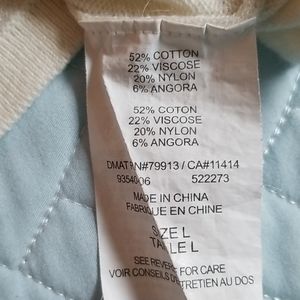 52% COTTON
22% VISCOSE
20% NYLON
6% ANGORA
52% COTON
22% VISCOSE
20% NYLON
6% ANGORA
RN#79913 / CA#11414
522273
MADE IN CHINA
FABRIQUE EN CHINE
SIZE L
TAILLE L
SEE REVERSE FOR CARE
VOIR CONSEILS D'ENTRETIEN AU DOS